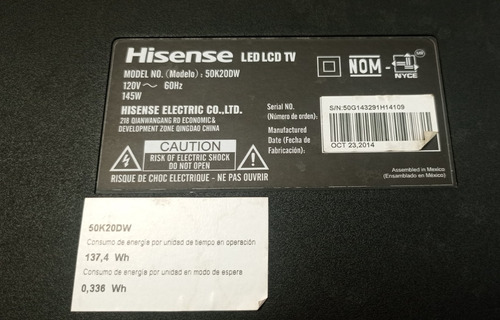 Hisense LED LCD TV
MODEL NO. (Modelo) : 50K20DW
120V ~ 60Hz
145W
HISENSE ELECTRIC CO.,LTD.
218 QIANWANGANG RD ECONOMIC&
DEVELOPMENT ZONE QINGDAO CHINA
CAUTION
RISK OF ELECTRIC SHOCK
DO NOT OPEN
RISQUE DE CHOC ELECTRIQUE - NE PAS OUVRIR
NOM
NYCE
Serial NO.
(Número de orden):
S/N:50G143291H14109
Manufactured
Date (Fecha de
Fabricación):
OCT 23,2014
Assembled in Mexico
(Ensamblado en México)
50K20DW
Consumo de energía por unidad de tiempo en operación
137,4 Wh
Consumo de energía por unidad en modo de espera
0,336 Wh